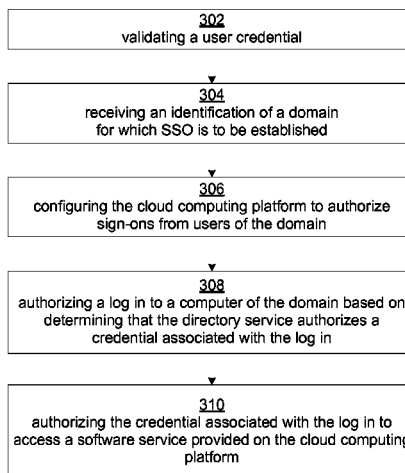 302
validating a user credential
304
receiving an identification of a domain
for which SSO is to be established
306
configuring the cloud computing platform to authorize
sign-ons from users of the domain
308
authorizing a log in to a computer of the domain based on
determining that the directory service authorizes a
credential associated with the log in
310
authorizing the credential associated with the log in to
access a software service provided on the cloud computing
platform